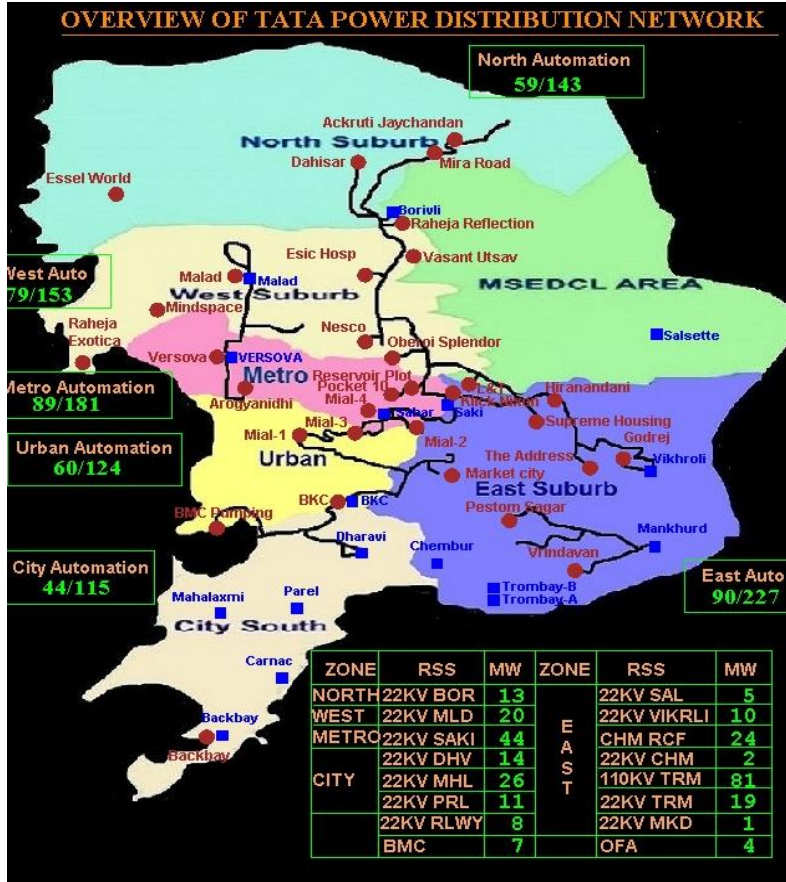 OVERVIEW OF TATA POWER DISTRIBUTION NETWORK
North Automation
59/143
Ackruti Jaychandan
North Suburb
Dahisar
Mira Road
Essel World
Borivli
Raheja Reflection
Esic Hosp
Vasant Utsav
West Auto
79/153
Malad
Malad
MSEDCL AREA
West Suburb
Mindspace
Raheja
Exotica
Nesco
Oberoi Splendor
Salsette
Versova
VERSOVA
Metro
Reservoir Plot
Pocket 10
L&T
Hiranandani
Metro Automation
89/181
Arogyanidhi
Mial-4
Klick Nixon
Sahar
Saki
Mial-3
Supreme Housing
Mial-1
Mial-2
Godrej
Urban Automation
60/124
Urban
The Address
Vikhroli
Market city
East Suburb
BKC
BKC
Pestom Sagar
BMC Pumping
Dharavi
Mankhurd
City Automation
44/115
Chembur
Vrindavan
East Auto
90/227
Trombay-B
Trombay-A
Mahalaxmi
Parel
City South
Carnac
Backbay
Backbay
ZONE RSS MW ZONE RSS MW
NORTH 22KV BOR 13 EAST 22KV SAL 5
WEST 22KV MLD 20 22KV VIKRLI 10
METRO 22KV SAKI 44 CHM RCF 24
CITY 22KV DHV 14 22KV CHM 2
22KV MHL 26 110KV TRM 81
22KV PRL 11 22KV TRM 19
22KV RLWY 8 22KV MKD 1
BMC 7 OFA 4